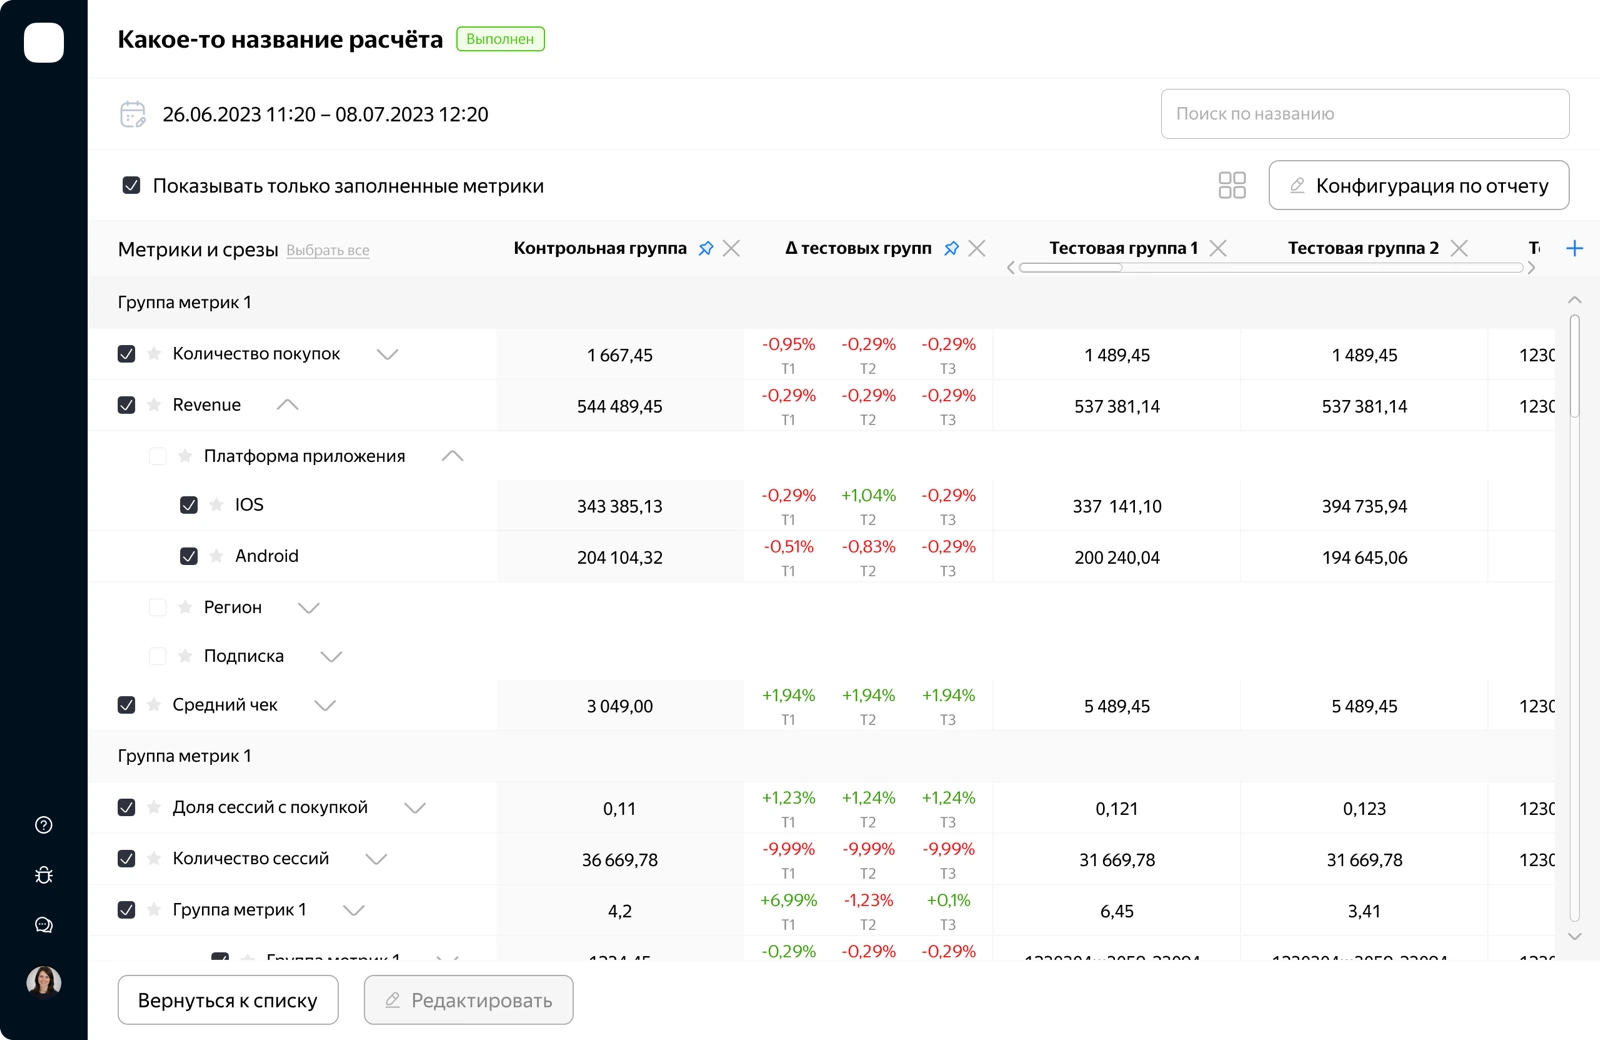 Какое-то название расчёта Выполнен
26.06.2023 11:20 – 08.07.2023 12:20 Поиск по названию
Показывать только заполненные метрики Конфигурация по отчету
Метрики и срезы Выбрать все Контрольная группа Δ тестовых групп Тестовая группа 1 Тестовая группа 2
Группа метрик 1
Количество покупок 1 667,45 -0,95% -0,29% -0,29% 1 489,45 1 489,45 1230
T1 T2 T3
Revenue 544 489,45 -0,29% -0,29% -0,29% 537 381,14 537 381,14 1230
T1 T2 T3
Платформа приложения
IOS 343 385,13 -0,29% +1,04% -0,29% 337 141,10 394 735,94
T1 T2 T3
Android 204 104,32 -0,51% -0,83% -0,29% 200 240,04 194 645,06
T1 T2 T3
Регион
Подписка
Средний чек 3 049,00 +1,94% +1,94% +1.94% 5 489,45 5 489,45 1230
T1 T2 T3
Группа метрик 1
Доля сессий с покупкой 0,11 +1,23% +1,24% +1,24% 0,121 0,123 1230
T1 T2 T3
Количество сессий 36 669,78 -9,99% -9,99% -9,99% 31 669,78 31 669,78 1230
T1 T2 T3
Группа метрик 1 4,2 +6,99% -1,23% +0,1% 6,45 3,41
T1 T2 T3
Группа метрик 1 1234,45 -0,29% -0,29% -0,29%
Вернуться к списку Редактировать